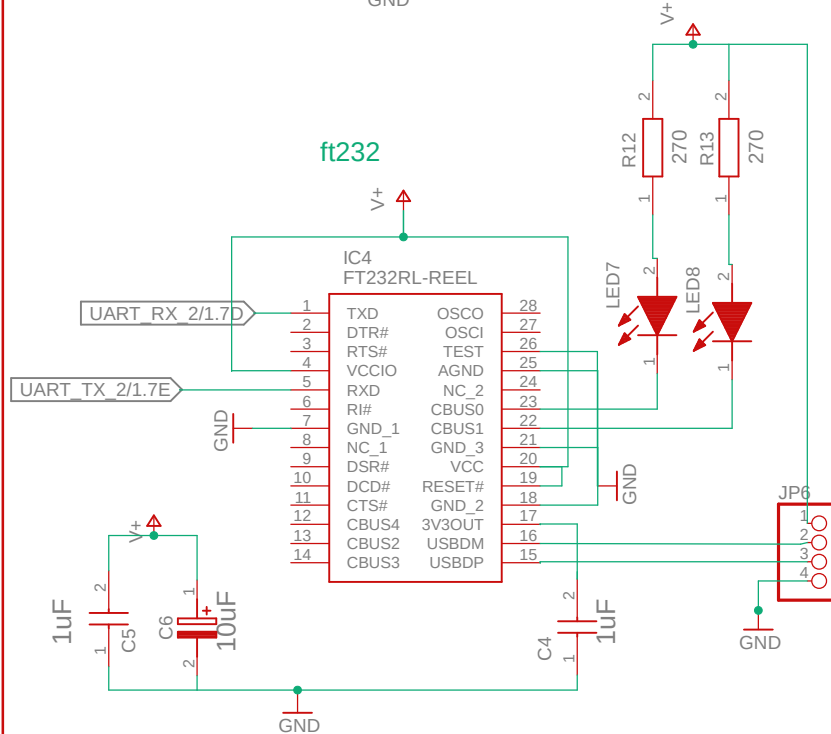 GND
V+
2
2
R12
270
R13
270
1
1
ft232
V+
IC4
FT232RL-REEL
LED7
2
LED8
2
1
1
UART_RX_2/1.7D
UART_TX_2/1.7E
GND
1 TXD OSCO 28
2 DTR# OSCI 27
3 RTS# TEST 26
4 VCCIO AGND 25
5 RXD NC_2 24
6 RI# CBUS0 23
7 GND_1 CBUS1 22
8 NC_1 GND_3 21
9 DSR# VCC 20
10 DCD# RESET# 19
11 CTS# GND_2 18
12 CBUS4 3V3OUT 17
13 CBUS2 USBDM 16
14 CBUS3 USBDP 15
GND
JP6
1
2
3
4
GND
V+
2
1uF
C5
1
1
+
C6
10uF
2
2
1uF
C4
1
GND